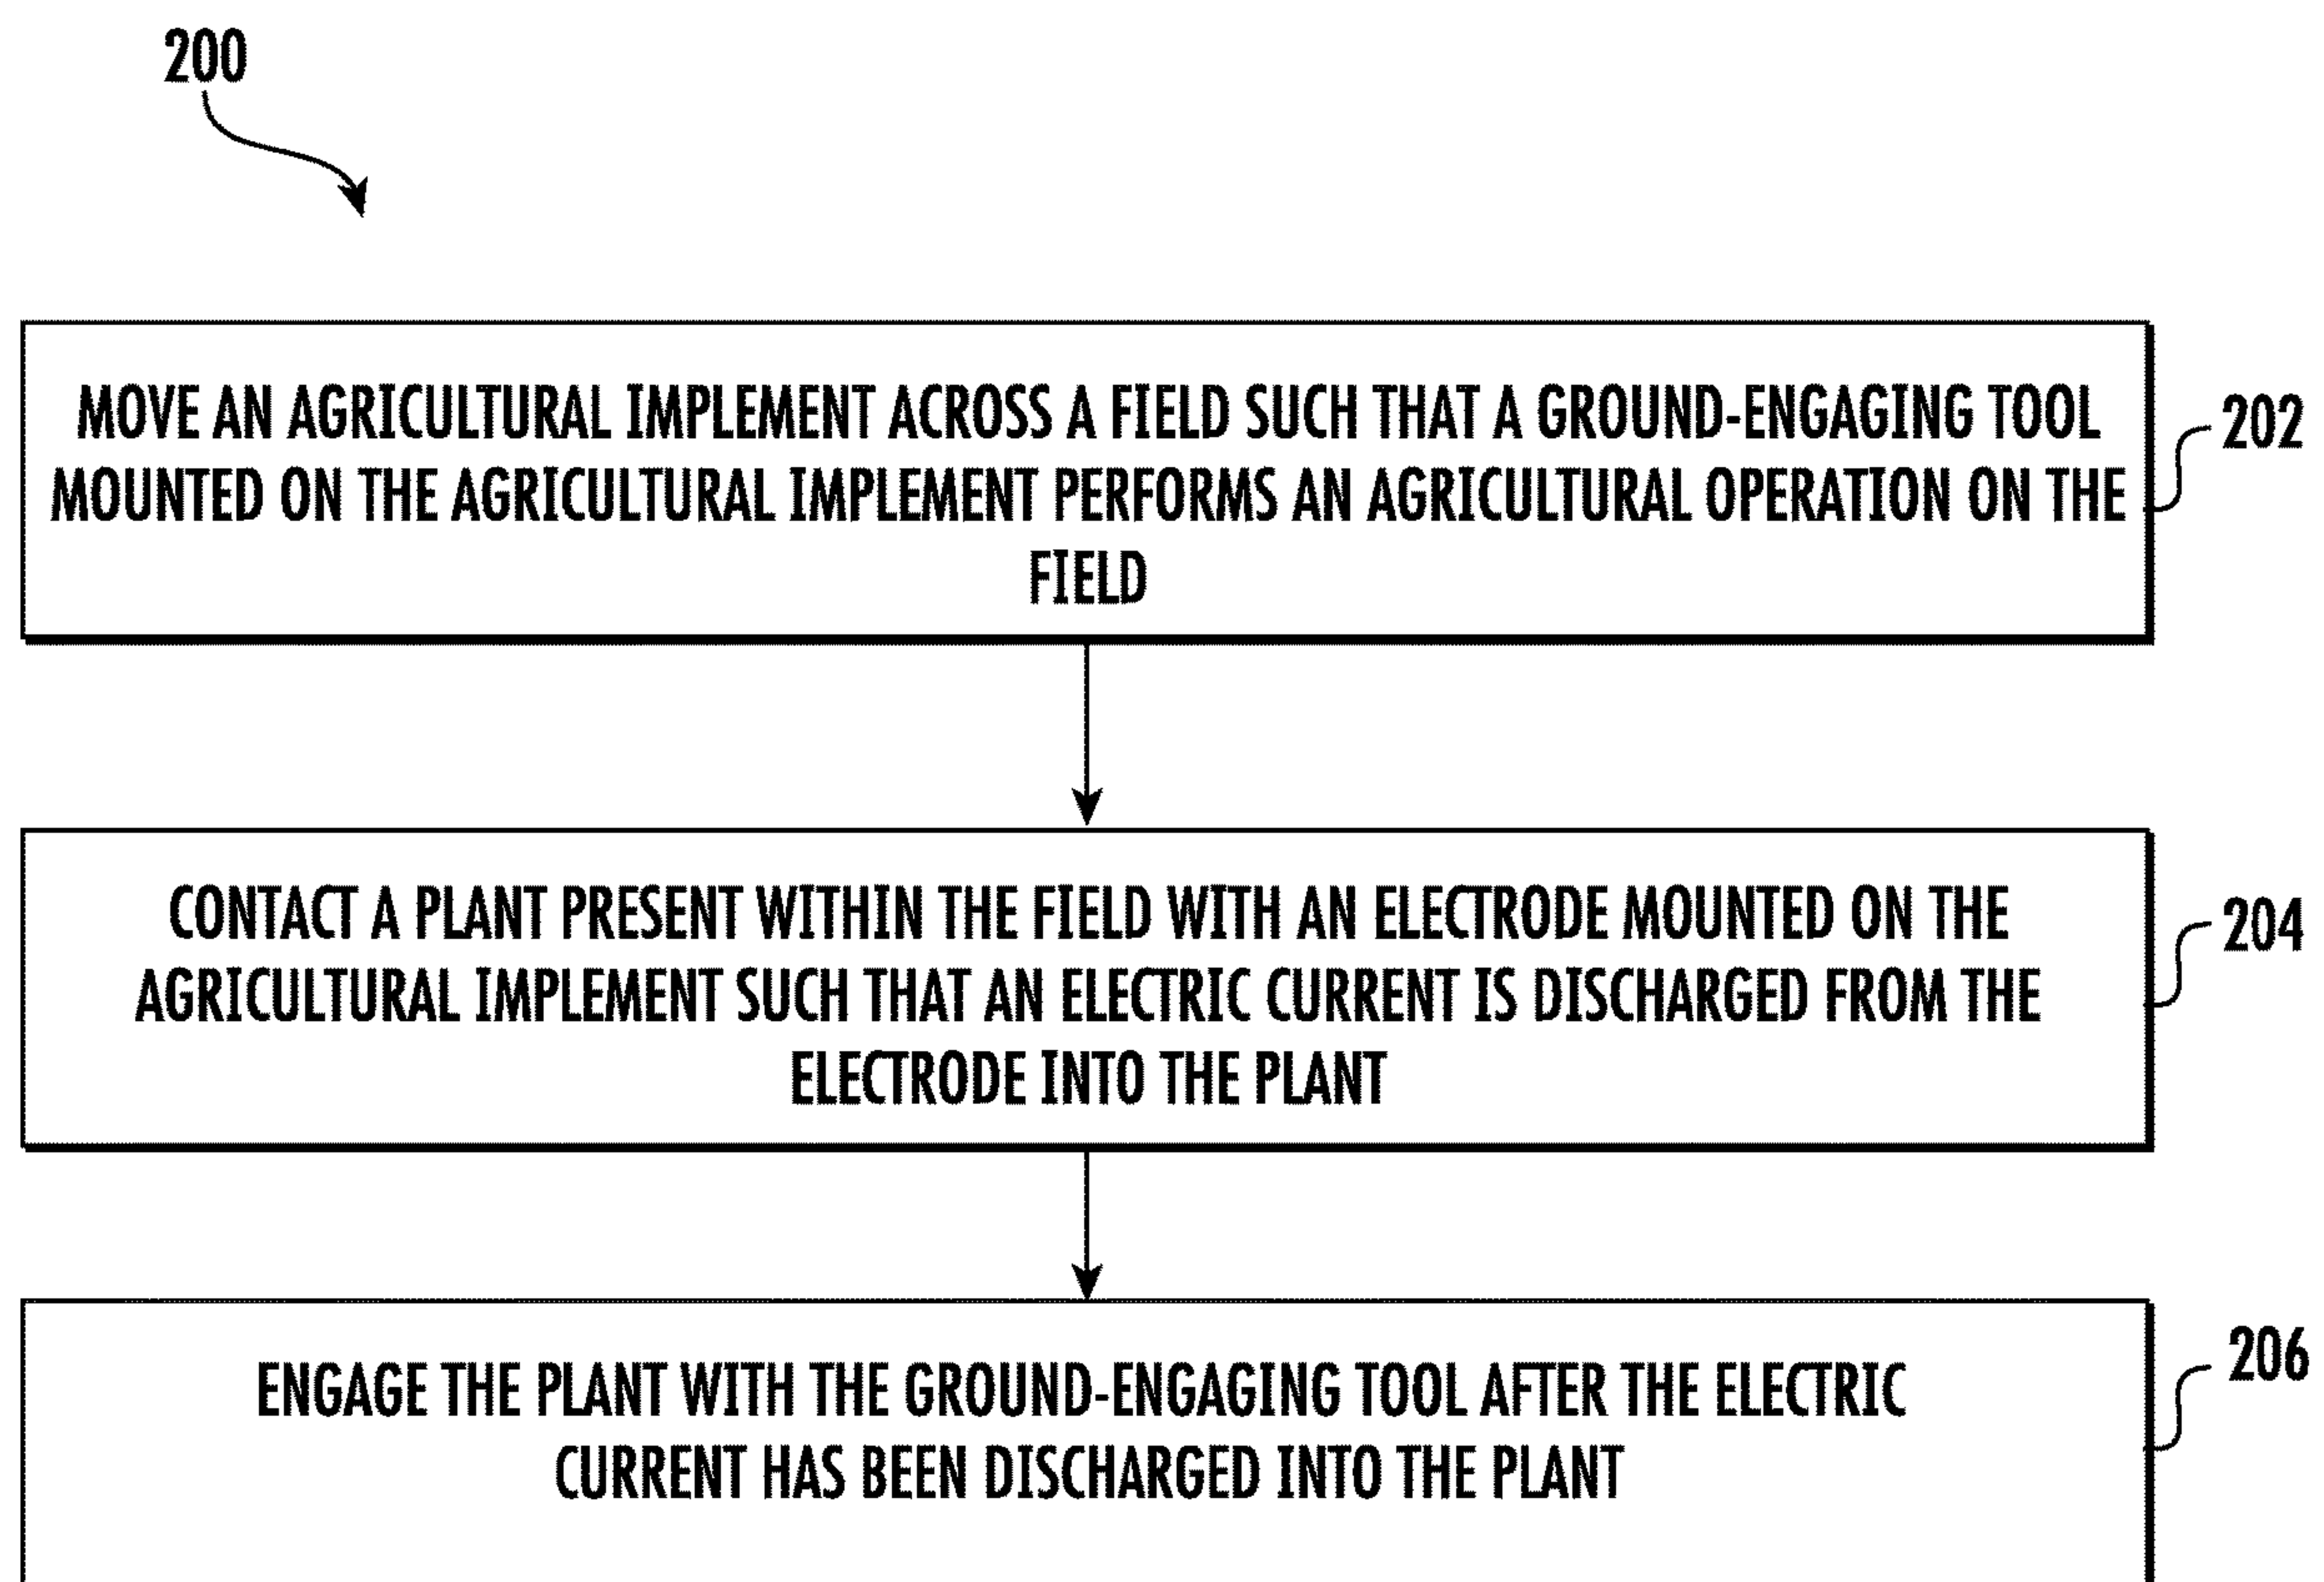 200
MOVE AN AGRICULTURAL IMPLEMENT ACROSS A FIELD SUCH THAT A GROUND-ENGAGING TOOL
MOUNTED ON THE AGRICULTURAL IMPLEMENT PERFORMS AN AGRICULTURAL OPERATION ON THE
FIELD
202
CONTACT A PLANT PRESENT WITHIN THE FIELD WITH AN ELECTRODE MOUNTED ON THE
AGRICULTURAL IMPLEMENT SUCH THAT AN ELECTRIC CURRENT IS DISCHARGED FROM THE
ELECTRODE INTO THE PLANT
204
ENGAGE THE PLANT WITH THE GROUND-ENGAGING TOOL AFTER THE ELECTRIC
CURRENT HAS BEEN DISCHARGED INTO THE PLANT
206